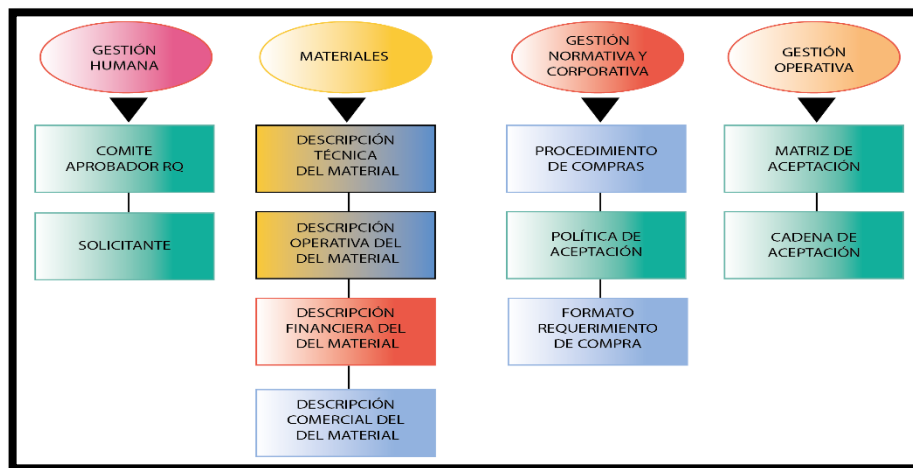 GESTIÓN
HUMANA
COMITE
APROBADOR RQ
SOLICITANTE
MATERIALES
DESCRIPCIÓN
TÉCNICA
DEL MATERIAL
DESCRIPCIÓN
OPERATIVA DEL
DEL MATERIAL
DESCRIPCIÓN
FINANCIERA DEL
DEL MATERIAL
DESCRIPCIÓN
COMERCIAL DEL
DEL MATERIAL
GESTIÓN
NORMATIVA Y
CORPORATIVA
PROCEDIMIENTO
DE COMPRAS
POLÍTICA DE
ACEPTACIÓN
FORMATO
REQUERIMIENTO
DE COMPRA
GESTIÓN
OPERATIVA
MATRIZ DE
ACEPTACIÓN
CADENA DE
ACEPTACIÓN